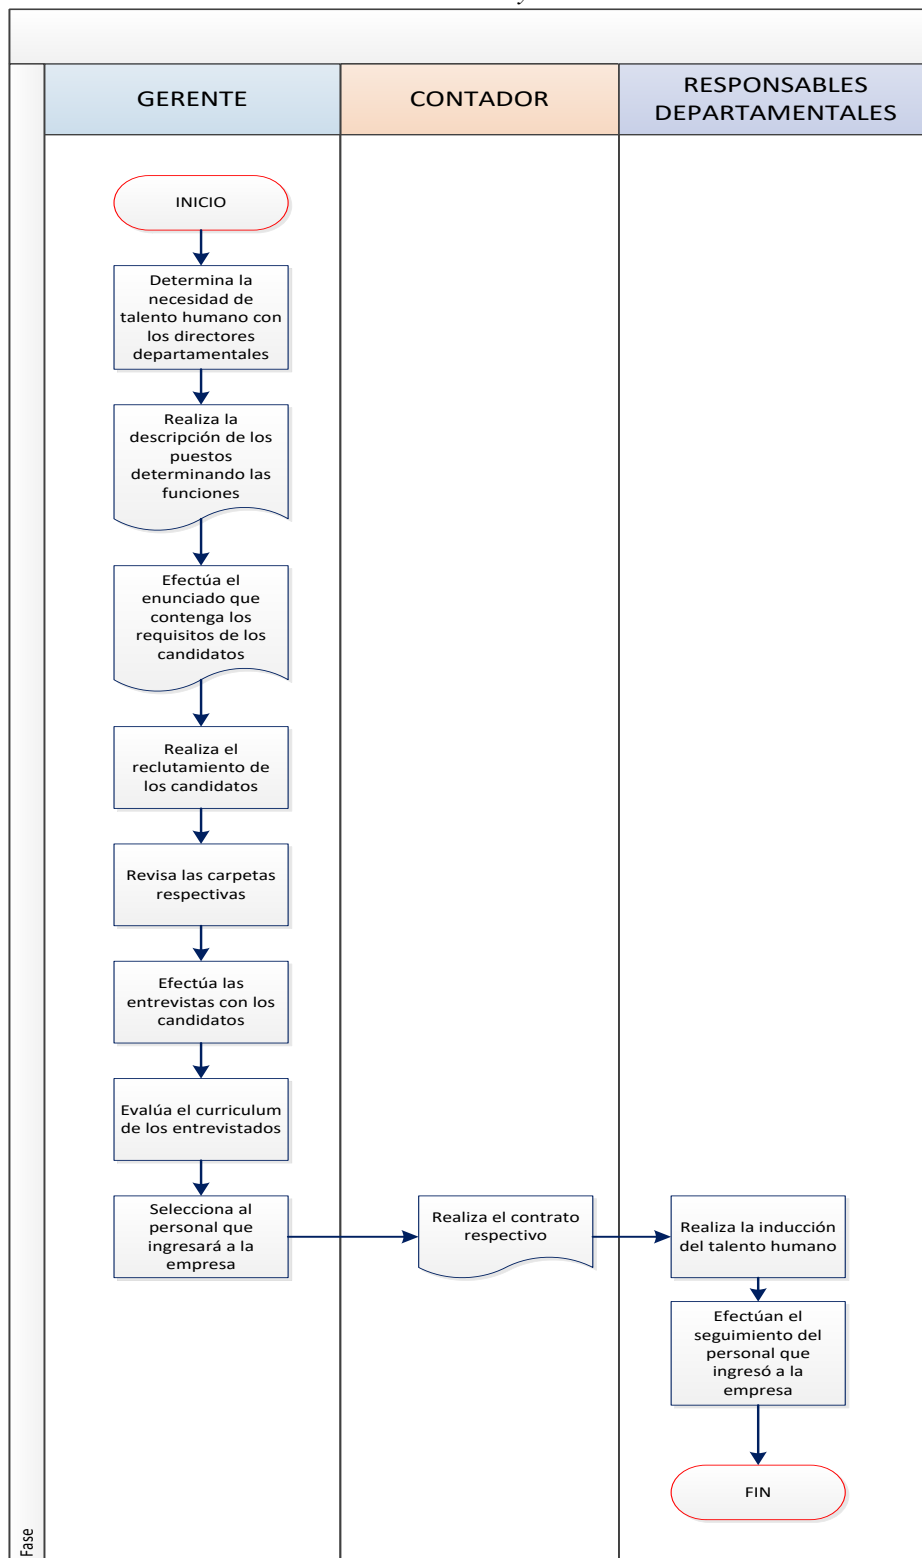 y
GERENTE
CONTADOR
RESPONSABLES
DEPARTAMENTALES
INICIO
Determina la
necesidad de
talento humano con
los directores
departamentales
Realiza la
descripción de los
puestos
determinando las
funciones
Efectúa el
enunciado que
contenga los
requisitos de los
candidatos
Realiza el
reclutamiento de
los candidatos
Revisa las carpetas
respectivas
Efectúa las
entrevistas con los
candidatos
Evalúa el curriculum
de los entrevistados
Selecciona al
personal que
ingresará a la
empresa
Realiza el contrato
respectivo
Realiza la inducción
del talento humano
Efectúan el
seguimiento del
personal que
ingresó a la
empresa
FIN
Fase